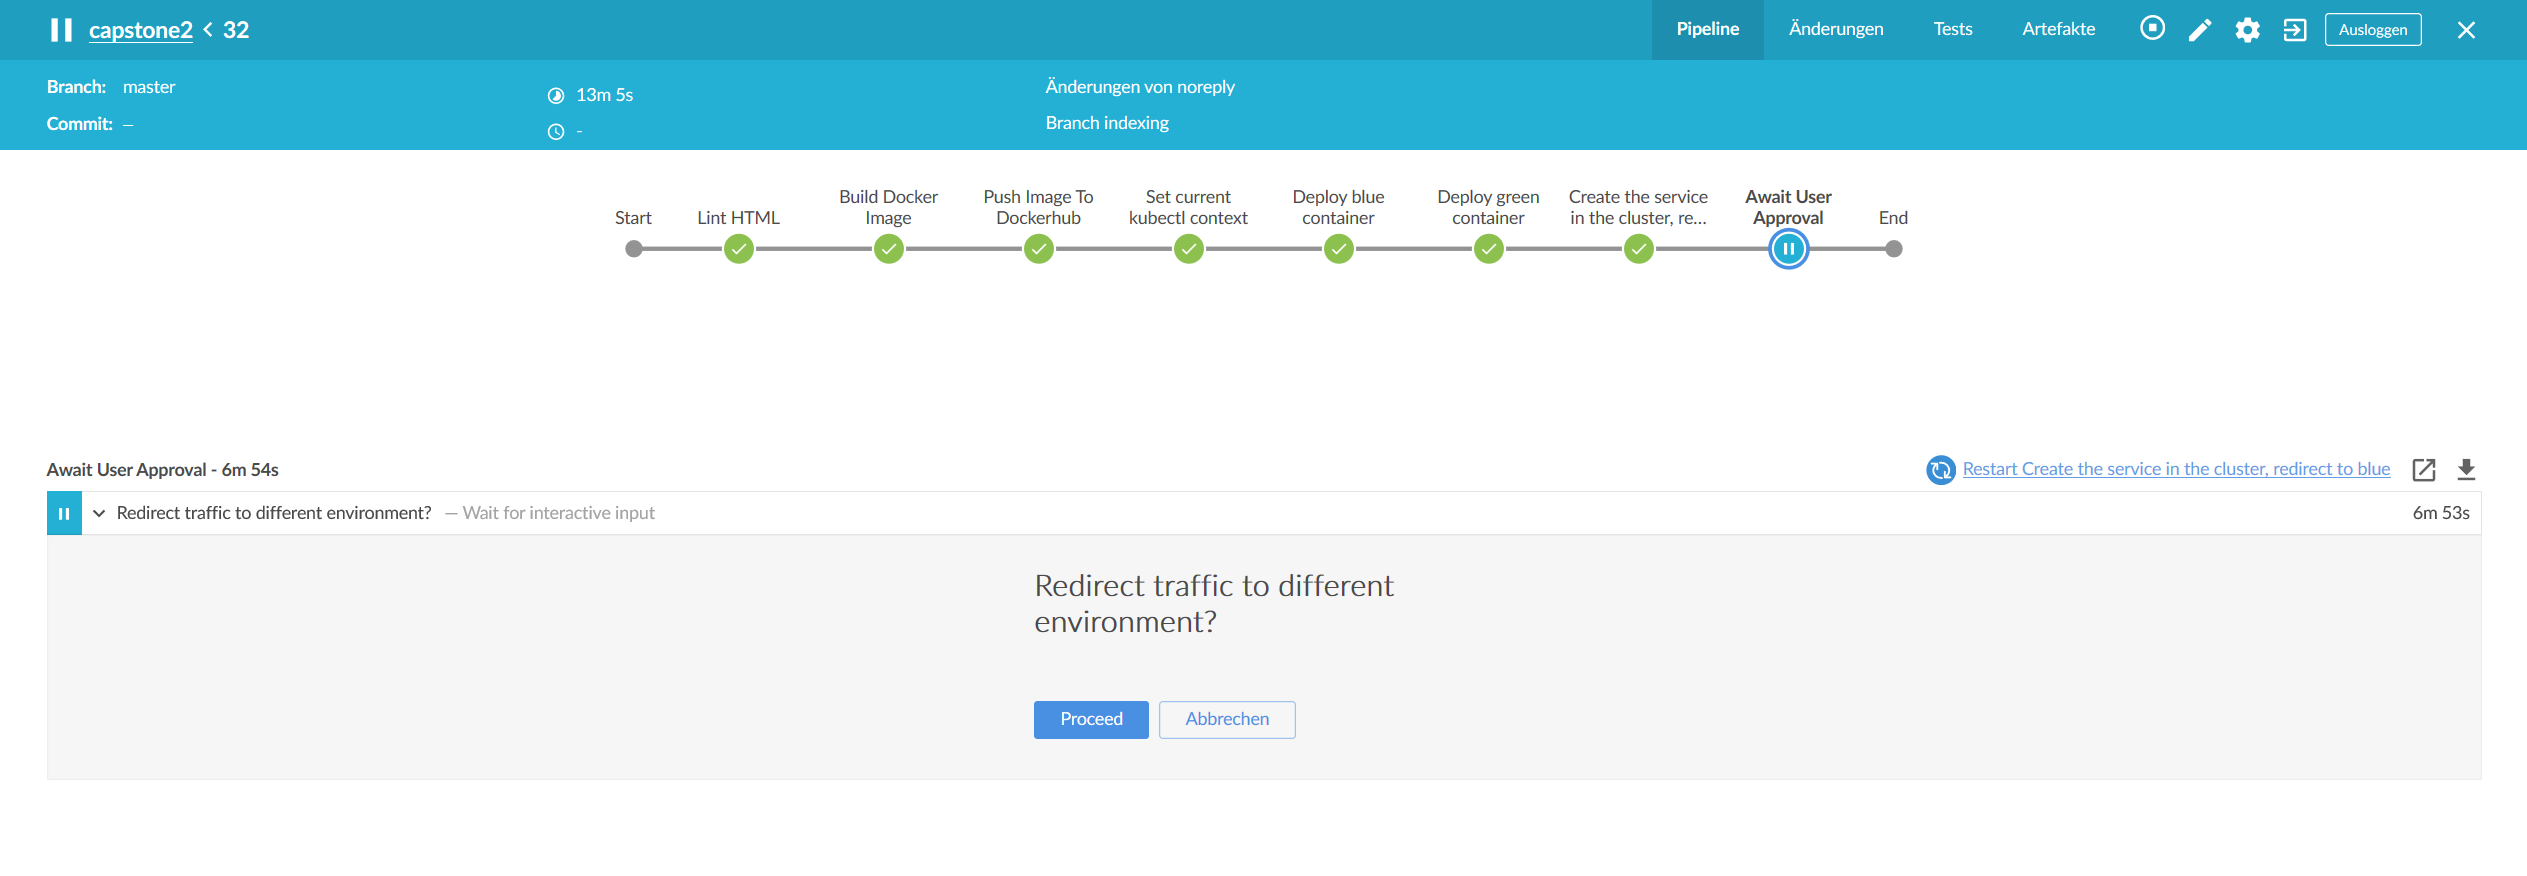 capstone2 < 32
Pipeline Änderungen Tests Artefakte Ausloggen
Branch: master
Commit: –
13m 5s
-
Änderungen von noreply
Branch indexing
Start
Lint HTML
Build Docker
Image
Push Image To
Dockerhub
Set current
kubectl context
Deploy blue
container
Deploy green
container
Create the service
in the cluster, re...
Await User
Approval
End
Await User Approval - 6m 54s
Restart Create the service in the cluster, redirect to blue
Redirect traffic to different environment? — Wait for interactive input
6m 53s
Redirect traffic to different
environment?
Proceed
Abbrechen